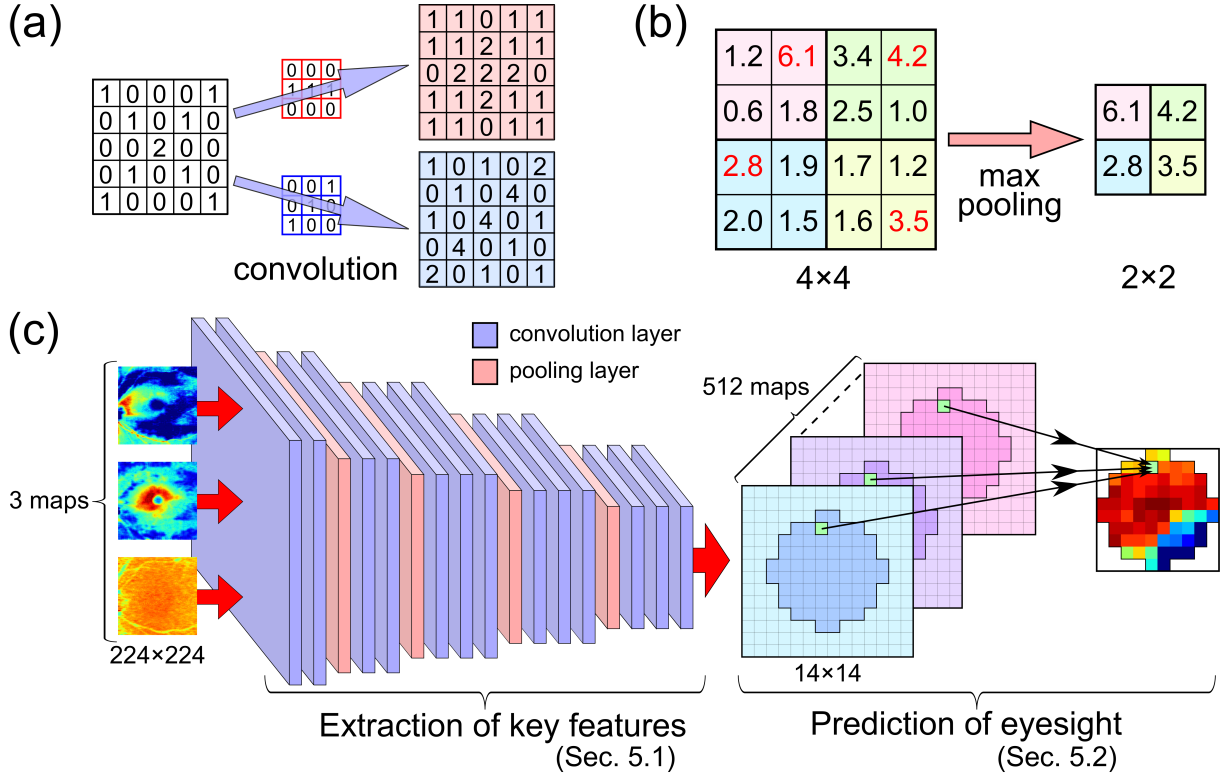 (a)
1 0 0 0 1
0 1 0 1 0
0 0 2 0 0
0 1 0 1 0
1 0 0 0 1
0 0 0
1 1 1
0 0 0
0 0 1
0 1 0
1 0 0
convolution
1 1 0 1 1
1 1 2 1 1
0 2 2 2 0
1 1 2 1 1
1 1 0 1 1
1 0 1 0 2
0 1 0 4 0
1 0 4 0 1
0 4 0 1 0
2 0 1 0 1
(b)
1.2 6.1 3.4 4.2
0.6 1.8 2.5 1.0
2.8 1.9 1.7 1.2
2.0 1.5 1.6 3.5
4×4
max
pooling
6.1 4.2
2.8 3.5
2×2
(c)
convolution layer
pooling layer
3 maps
224×224
512 maps
14×14
Extraction of key features
(Sec. 5.1)
Prediction of eyesight
(Sec. 5.2)